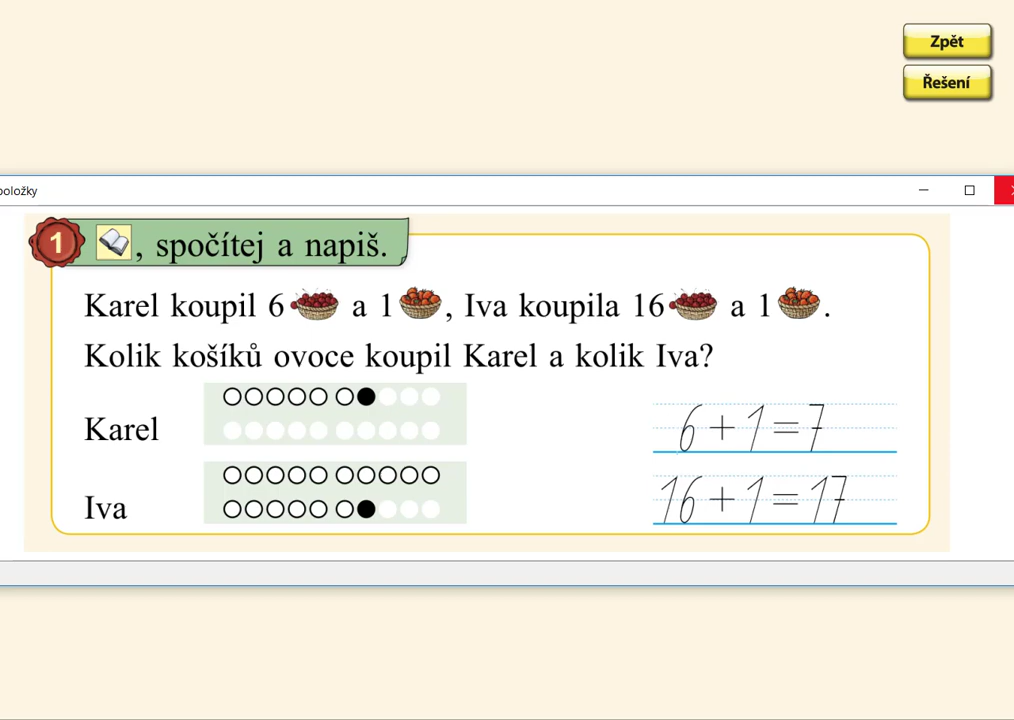 Zpět
Řešení
položky
1 , spočítej a napiš.
Karel koupil 6 a 1 , Iva koupila 16 a 1 .
Kolik košíků ovoce koupil Karel a kolik Iva?
Karel
6 + 1 = 7
Iva
16 + 1 = 17